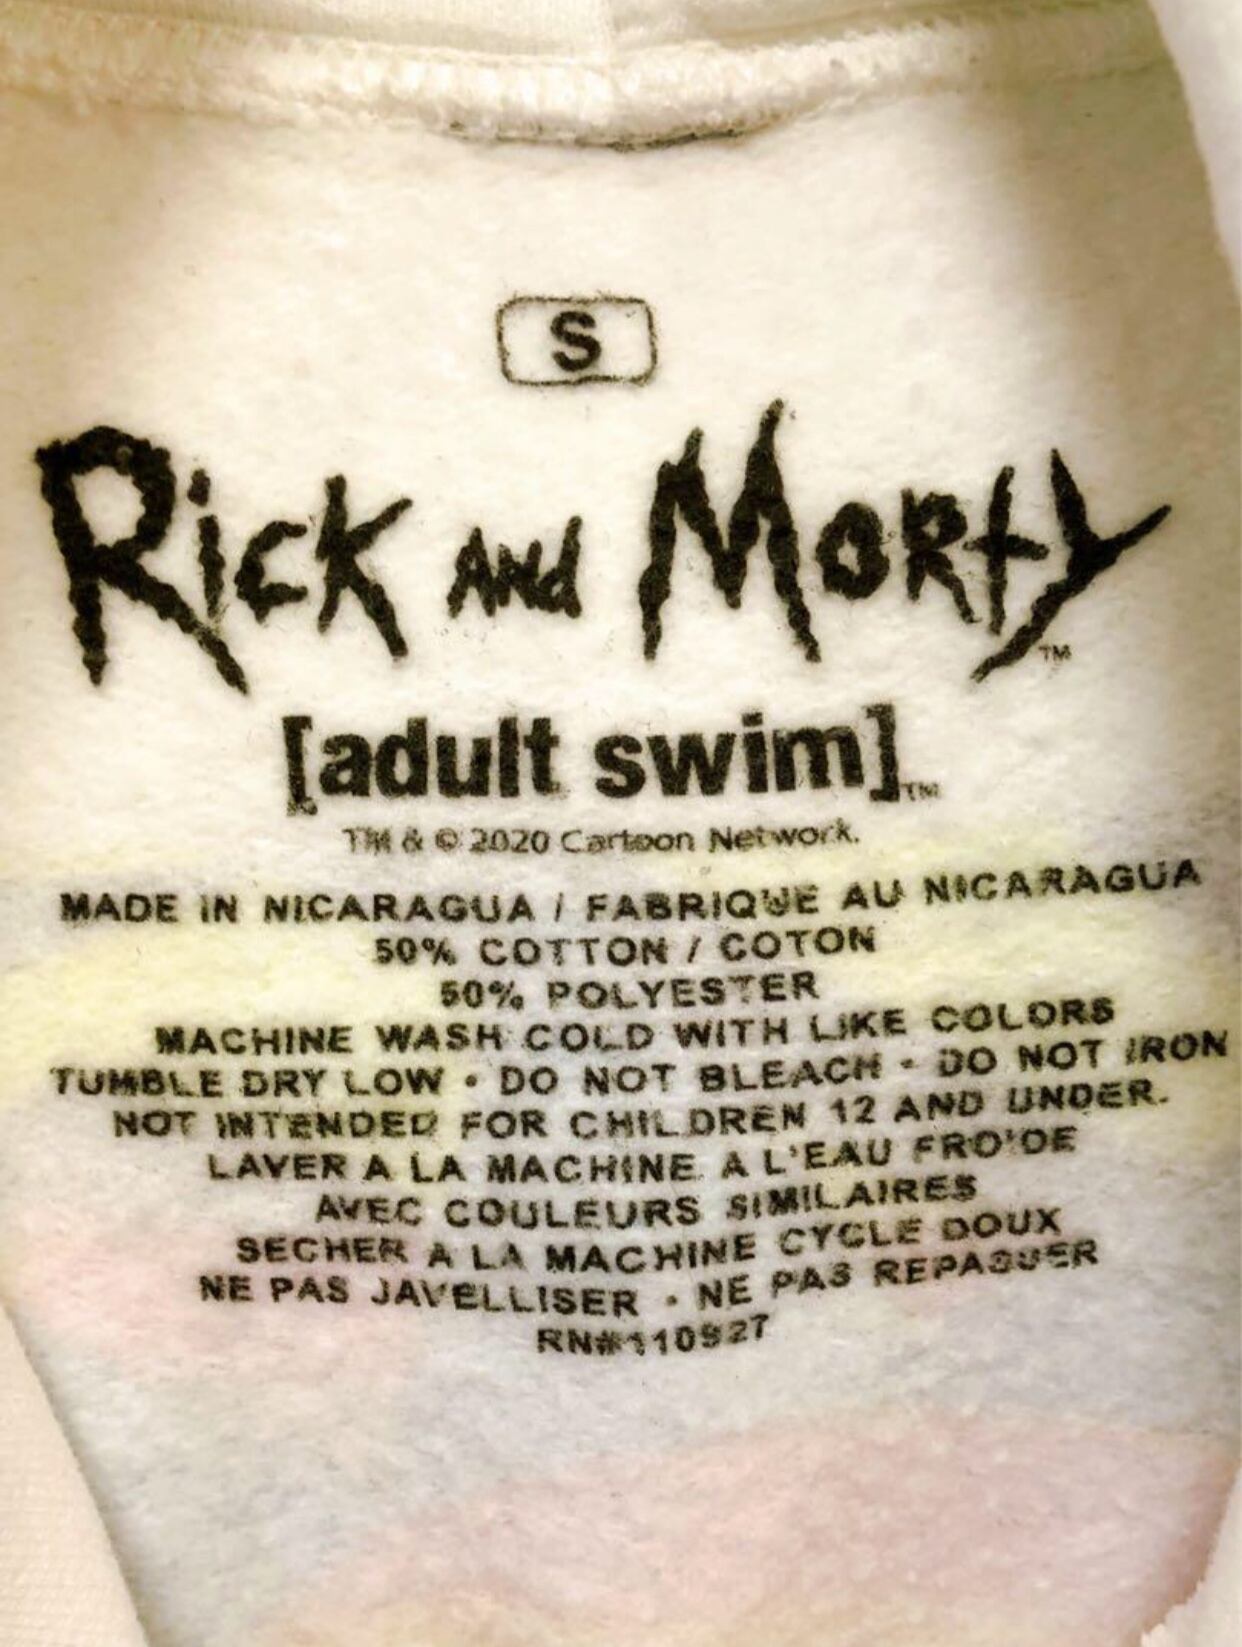 S
RICK AND MORTY ™
[adult swim]™
TM & © 2020 Cartoon Network.
MADE IN NICARAGUA / FABRIQUE AU NICARAGUA
50% COTTON / COTON
50% POLYESTER
MACHINE WASH COLD WITH LIKE COLORS
TUMBLE DRY LOW • DO NOT BLEACH • DO NOT IRON
NOT INTENDED FOR CHILDREN 12 AND UNDER.
LAVER A LA MACHINE A L'EAU FROIDE
AVEC COULEURS SIMILAIRES
SECHER A LA MACHINE CYCLE DOUX
NE PAS JAVELLISER • NE PAS REPASSER
RN#110927